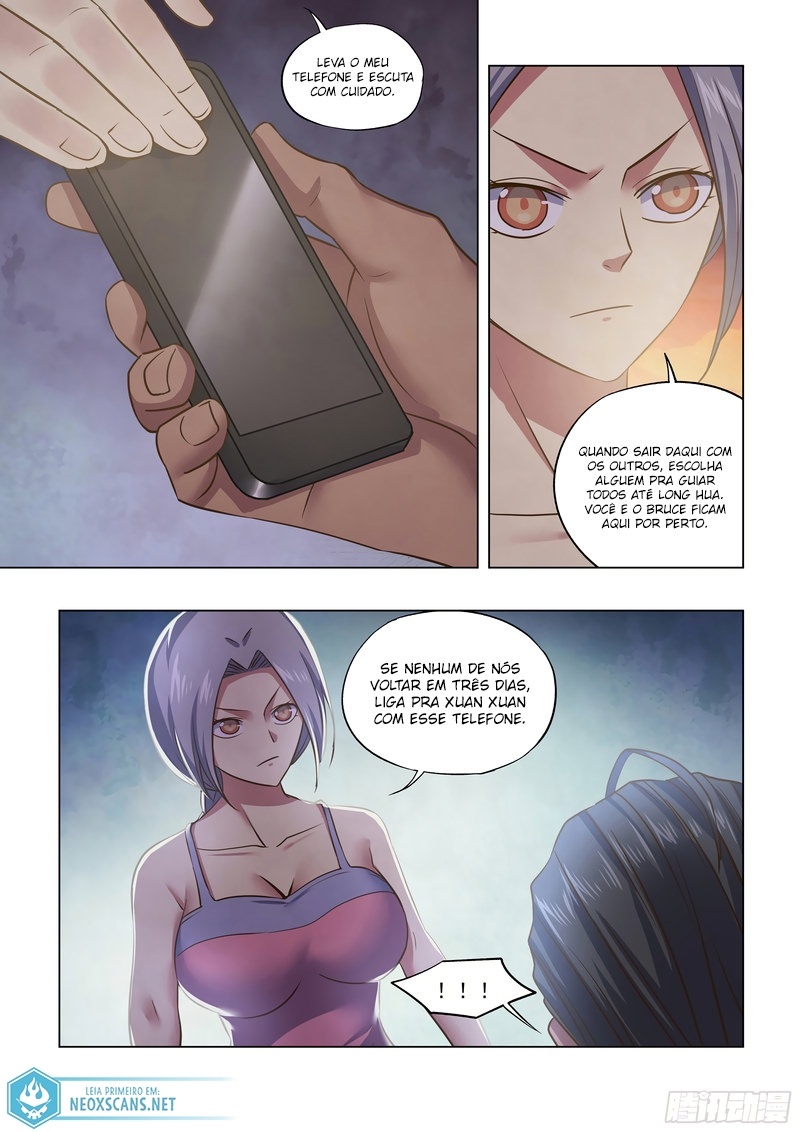 LEVA O MEU
TELEFONE E ESCUTA
COM CUIDADO.
QUANDO SAIR DAQUI COM
OS OUTROS, ESCOLHA
ALGUEM PRA GUIAR
TODOS ATÉ LONG HUA.
VOCÊ E O BRUCE FICAM
AQUI POR PERTO.
SE NENHUM DE NÓS
VOLTAR EM TRÊS DIAS,
LIGA PRA XUAN XUAN
COM ESSE TELEFONE.
!!!
LEIA PRIMEIRO EM:
NEOXSCANS.NET
腾讯动漫